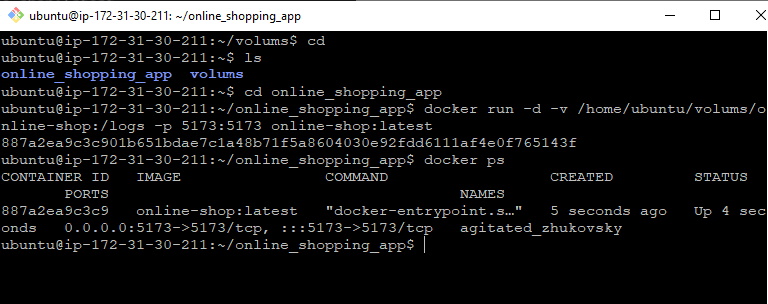 ubuntu@ip-172-31-30-211: ~/online_shopping_app
ubuntu@ip-172-31-30-211:~/volums$ cd
ubuntu@ip-172-31-30-211:~$ ls
online_shopping_app  volums
ubuntu@ip-172-31-30-211:~$ cd online_shopping_app
ubuntu@ip-172-31-30-211:~/online_shopping_app$ docker run -d -v /home/ubuntu/volums/o
nline-shop:/logs -p 5173:5173 online-shop:latest
887a2ea9c3c901b651bdae7c1a48b71f5a8604030e92fdd6111af4e0f765143f
ubuntu@ip-172-31-30-211:~/online_shopping_app$ docker ps
CONTAINER ID   IMAGE                COMMAND                  CREATED         STATUS
       PORTS                                       NAMES
887a2ea9c3c9   online-shop:latest   "docker-entrypoint.s…"   5 seconds ago   Up 4 sec
onds   0.0.0.0:5173->5173/tcp, :::5173->5173/tcp   agitated_zhukovsky
ubuntu@ip-172-31-30-211:~/online_shopping_app$